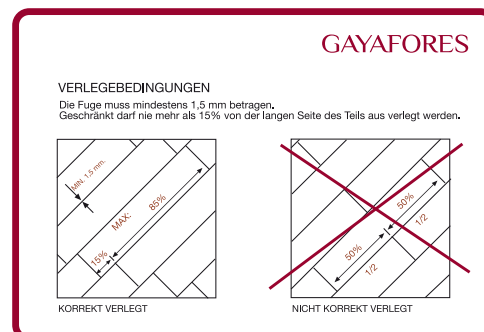 GAYAFORES
VERLEGEBEDINGUNGEN
Die Fuge muss mindestens 1,5 mm betragen.
Geschränkt darf nie mehr als 15% von der langen Seite des Teils aus verlegt werden.
MIN. 1,5 mm.
MAX:
85%
15%
KORREKT VERLEGT
50%
1/2
50%
1/2
NICHT KORREKT VERLEGT